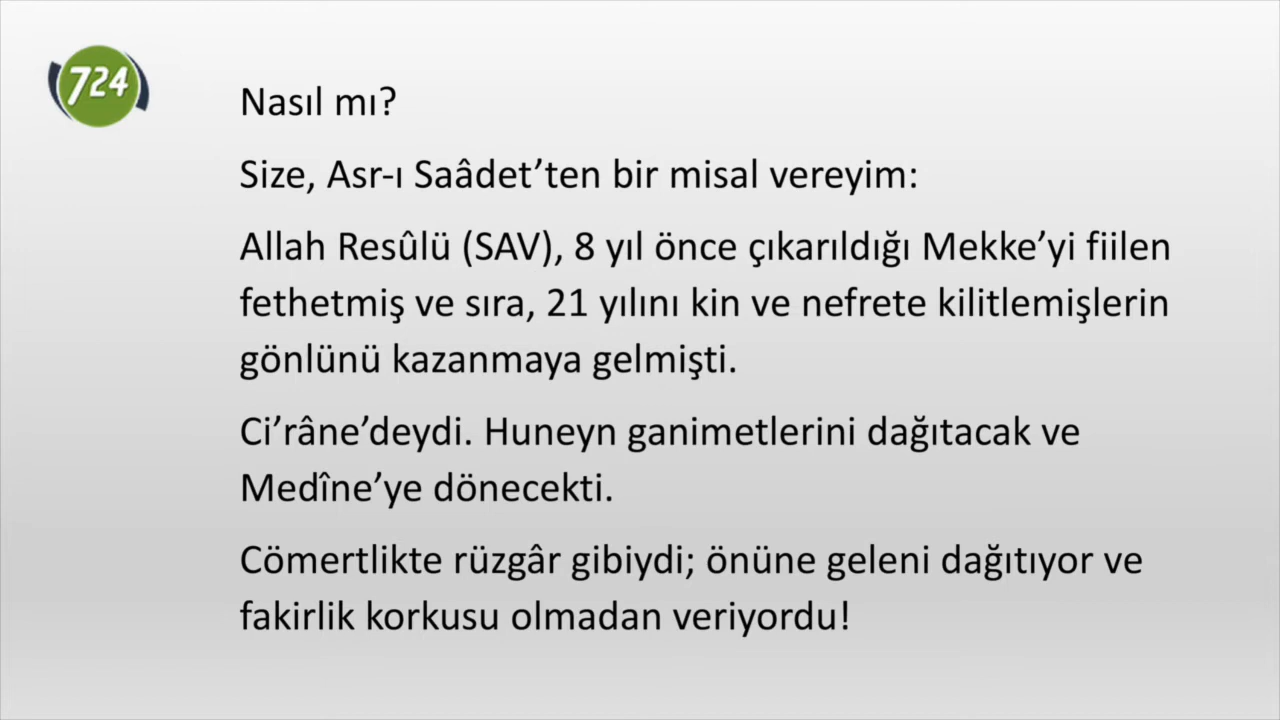 724
Nasıl mı?
Size, Asr-ı Saâdet’ten bir misal vereyim:
Allah Resûlü (SAV), 8 yıl önce çıkarıldığı Mekke’yi fiilen
fethetmiş ve sıra, 21 yılını kin ve nefrete kilitlemişlerin
gönlünü kazanmaya gelmişti.
Ci’râne’deydi. Huneyn ganimetlerini dağıtacak ve
Medîne’ye dönecekti.
Cömertlikte rüzgâr gibiydi; önüne geleni dağıtıyor ve
fakirlik korkusu olmadan veriyordu!